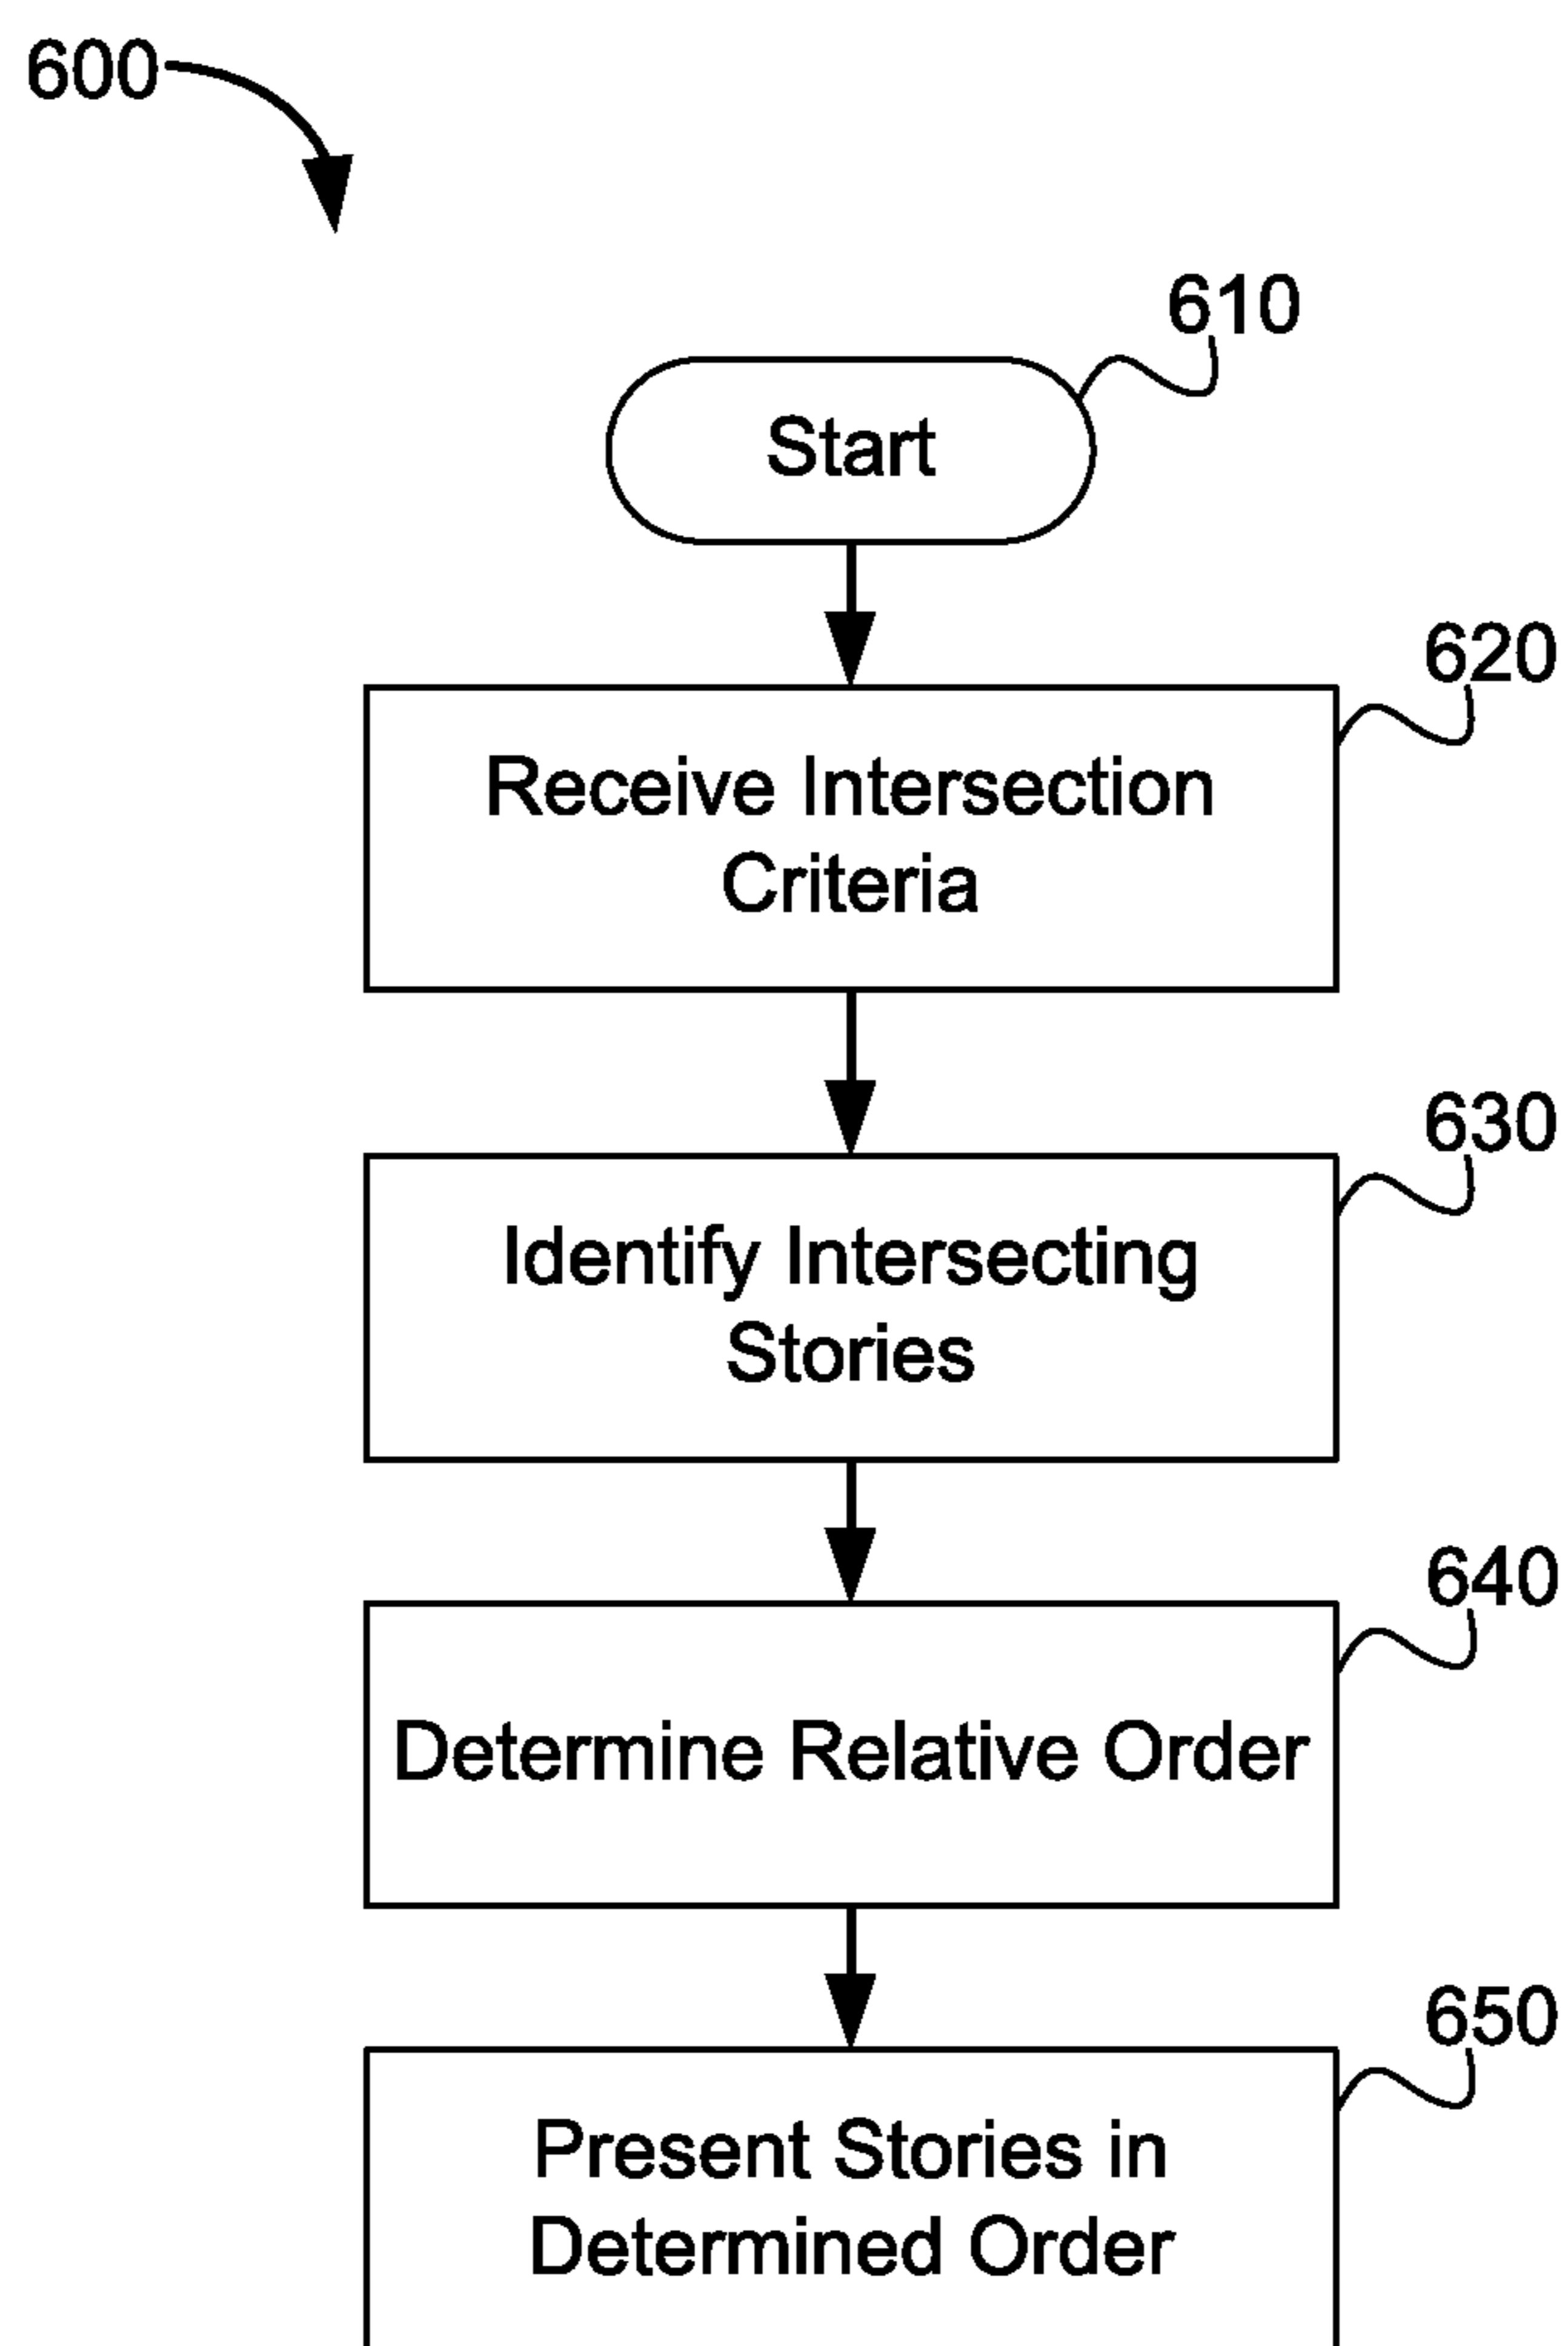 600
610
Start
620
Receive Intersection
Criteria
630
Identify Intersecting
Stories
640
Determine Relative Order
650
Present Stories in
Determined Order